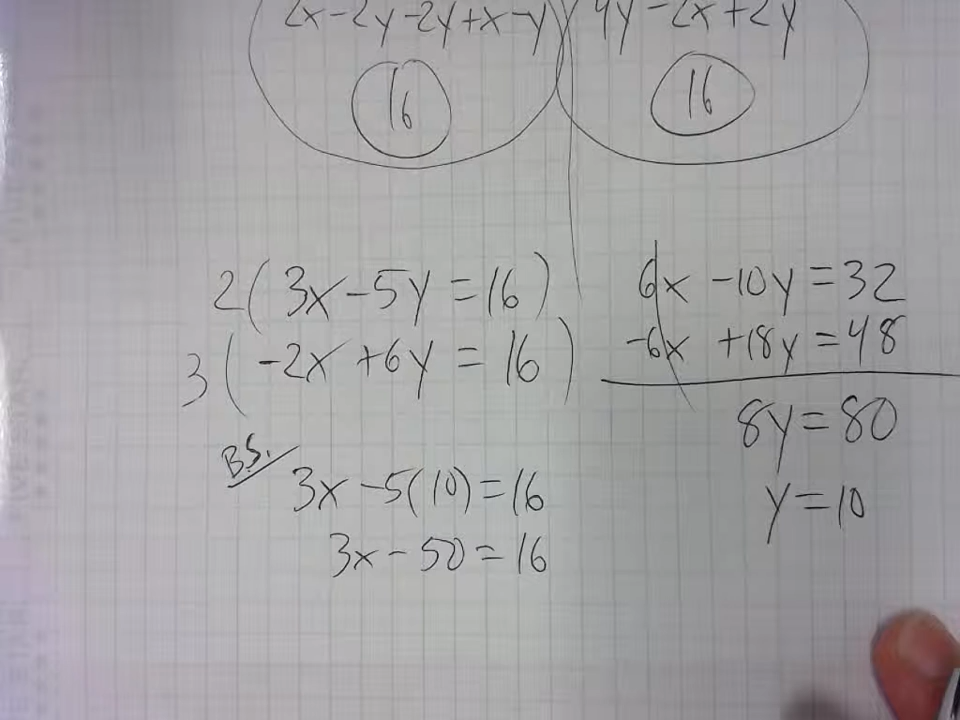 2x-2y-2y+x-y 4y-2x+2y
16 16
2(3x-5y=16) 6x-10y=32
3(-2x+6y=16) -6x+18y=48
8y=80
B.S. 3x-5(10)=16 y=10
3x-50=16